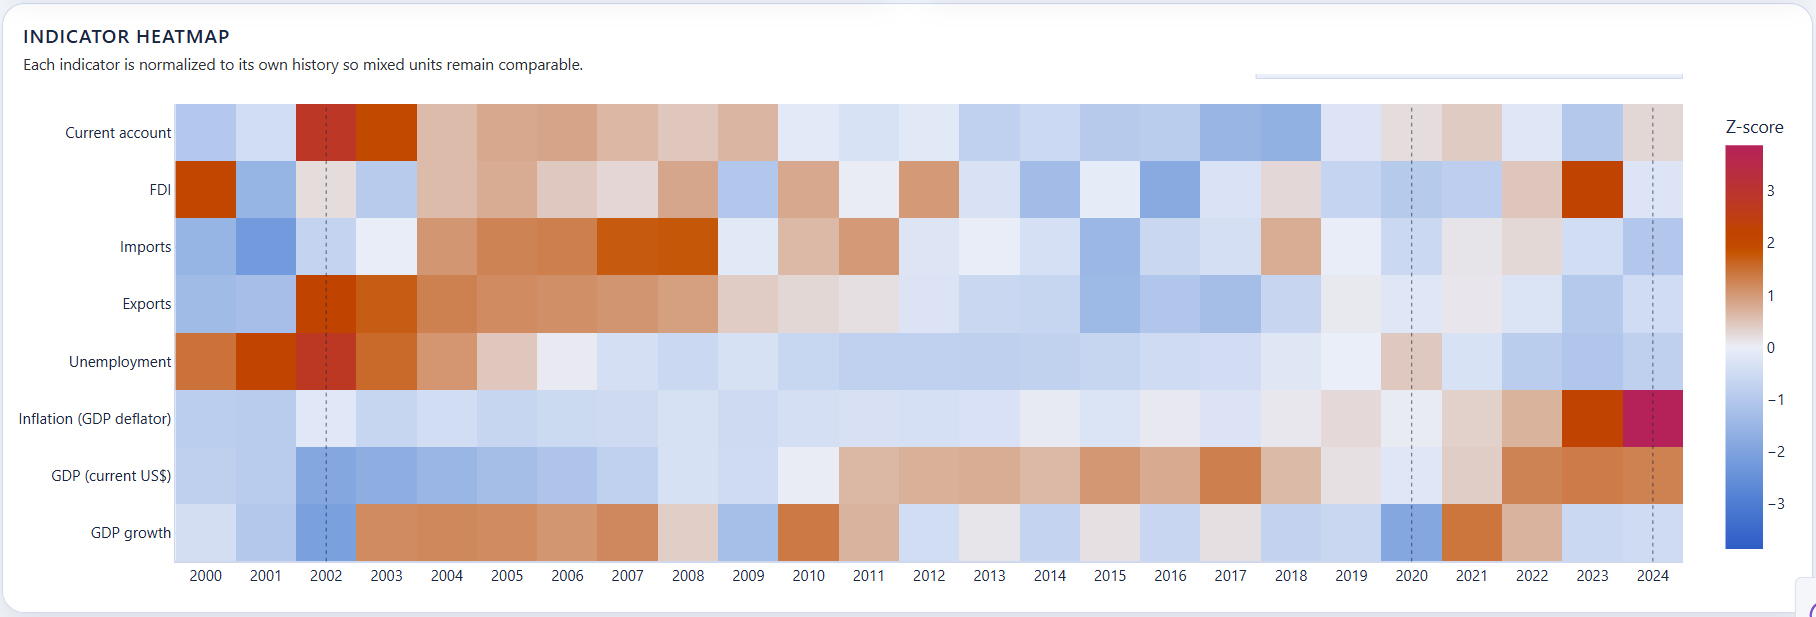 INDICATOR HEATMAP
Each indicator is normalized to its own history so mixed units remain comparable.
Z-score
Current account
FDI
Imports
Exports
Unemployment
Inflation (GDP deflator)
GDP (current US$)
GDP growth
3
2
1
0
−1
−2
−3
2000 2001 2002 2003 2004 2005 2006 2007 2008 2009 2010 2011 2012 2013 2014 2015 2016 2017 2018 2019 2020 2021 2022 2023 2024